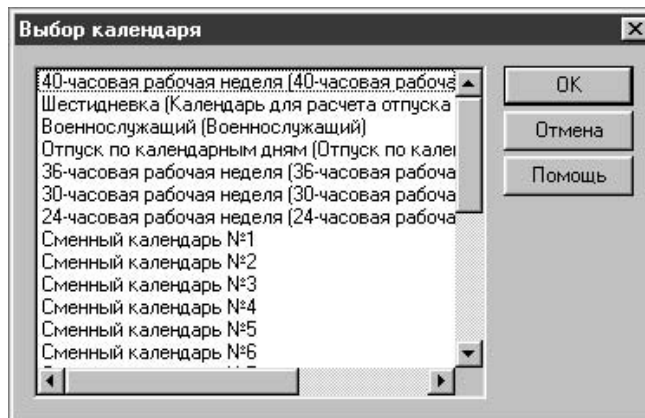 Выбор календаря
40-часовая рабочая неделя (40-часовая рабоча
Шестидневка (Календарь для расчета отпуска
Военнослужащий (Военнослужащий)
Отпуск по календарным дням (Отпуск по кале
36-часовая рабочая неделя (36-часовая рабоча
30-часовая рабочая неделя (30-часовая рабоча
24-часовая рабочая неделя (24-часовая рабоча
Сменный календарь №1
Сменный календарь №2
Сменный календарь №3
Сменный календарь №4
Сменный календарь №5
Сменный календарь №6
OK
Отмена
Помощь